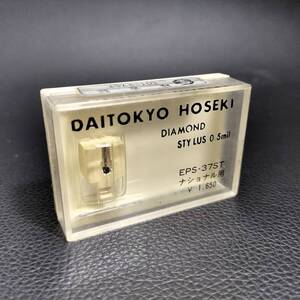 DAITOKYO HOSEKI
DIAMOND
STYLUS 0.5mil
EPS-37ST
ナショナル用
¥ 1,650